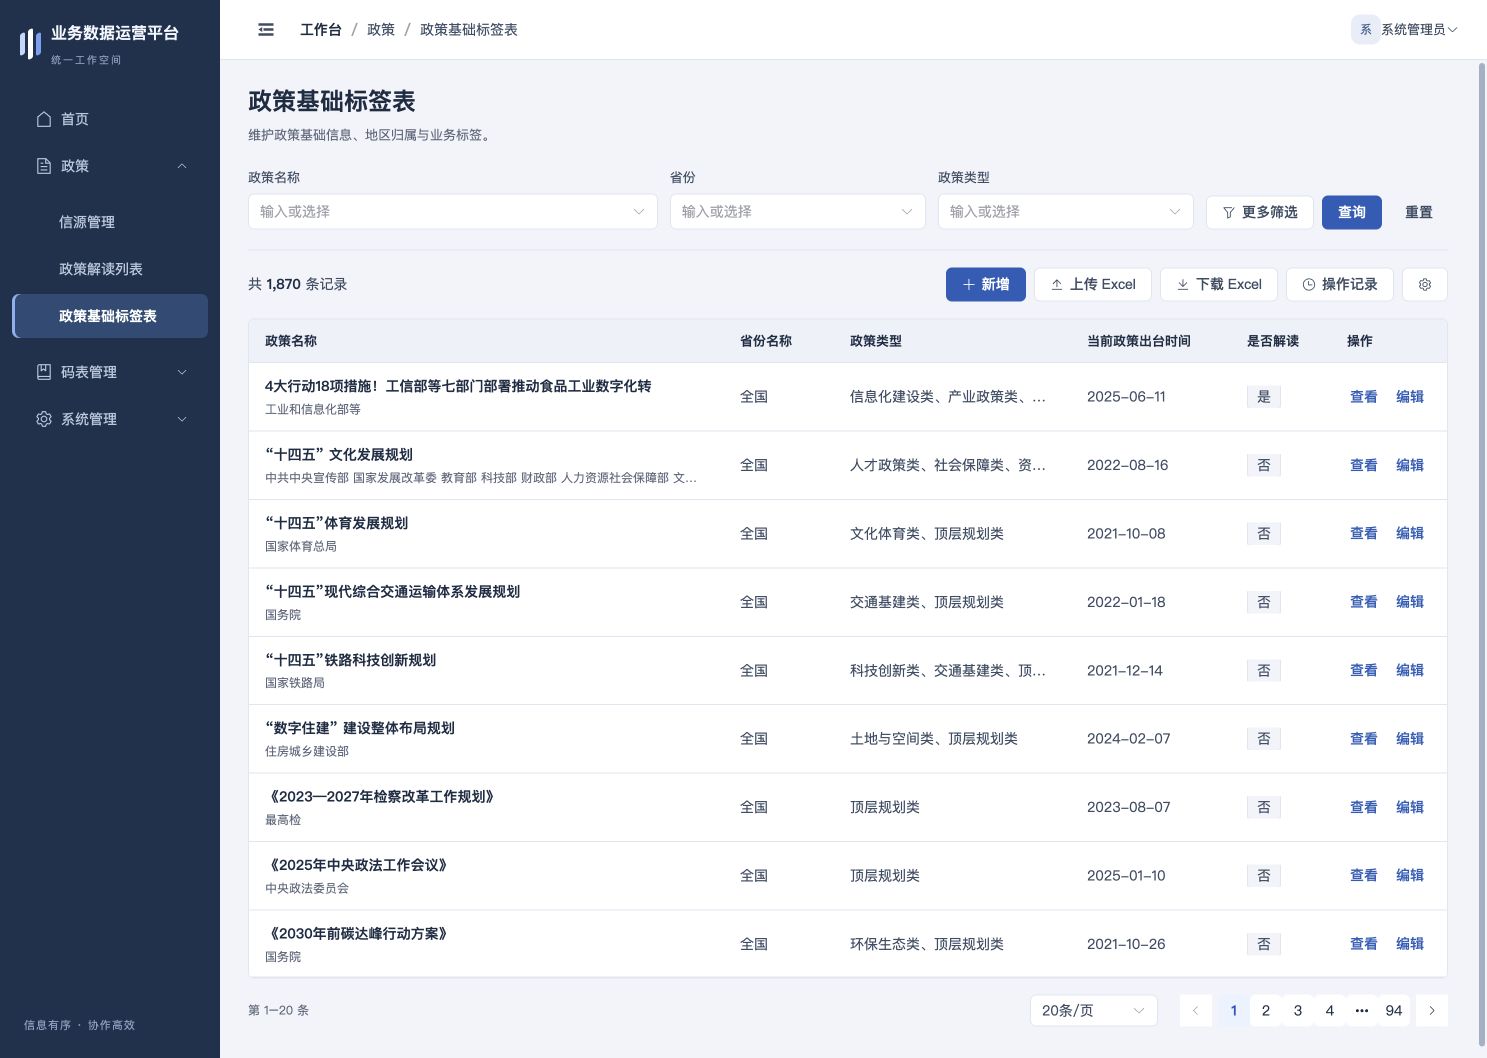 业务数据运营平台
统一工作空间
首页
政策
信源管理
政策解读列表
政策基础标签表
码表管理
系统管理
信息有序 · 协作高效
工作台 / 政策 / 政策基础标签表
系 系统管理员
政策基础标签表
维护政策基础信息、地区归属与业务标签。
政策名称 省份 政策类型
输入或选择 输入或选择 输入或选择 更多筛选 查询 重置
共 1,870 条记录 新增 上传 Excel 下载 Excel 操作记录
政策名称 省份名称 政策类型 当前政策出台时间 是否解读 操作
4大行动18项措施！工信部等七部门部署推动食品工业数字化转
工业和信息化部等
全国 信息化建设类、产业政策类、… 2025-06-11 是 查看 编辑
“十四五” 文化发展规划
中共中央宣传部 国家发展改革委 教育部 科技部 财政部 人力资源社会保障部 文…
全国 人才政策类、社会保障类、资… 2022-08-16 否 查看 编辑
“十四五”体育发展规划
国家体育总局
全国 文化体育类、顶层规划类 2021-10-08 否 查看 编辑
“十四五”现代综合交通运输体系发展规划
国务院
全国 交通基建类、顶层规划类 2022-01-18 否 查看 编辑
“十四五”铁路科技创新规划
国家铁路局
全国 科技创新类、交通基建类、顶… 2021-12-14 否 查看 编辑
“数字住建” 建设整体布局规划
住房城乡建设部
全国 土地与空间类、顶层规划类 2024-02-07 否 查看 编辑
《2023—2027年检察改革工作规划》
最高检
全国 顶层规划类 2023-08-07 否 查看 编辑
《2025年中央政法工作会议》
中央政法委员会
全国 顶层规划类 2025-01-10 否 查看 编辑
《2030年前碳达峰行动方案》
国务院
全国 环保生态类、顶层规划类 2021-10-26 否 查看 编辑
第 1—20 条 20条/页 1 2 3 4 ••• 94